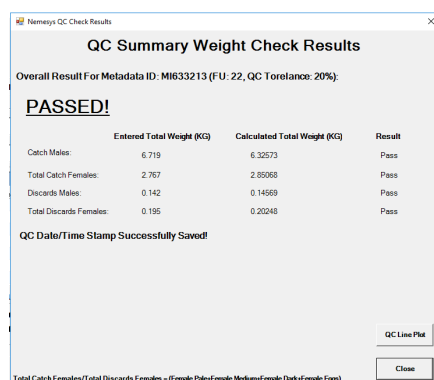 Nemesys QC Check Results
QC Summary Weight Check Results
Overall Result For Metadata ID: MI633213 (FU: 22, QC Torelance: 20%):
PASSED!
Entered Total Weight (KG) Calculated Total Weight (KG) Result
Catch Males: 6.719 6.32573 Pass
Total Catch Females: 2.767 2.85068 Pass
Discards Males: 0.142 0.14569 Pass
Total Discards Females: 0.195 0.20248 Pass
QC Date/Time Stamp Successfully Saved!
QC Line Plot
Close
Total Catch Females/Total Discards Females = (Female Pale+Female Medium+Female Dark+Female Eggs)